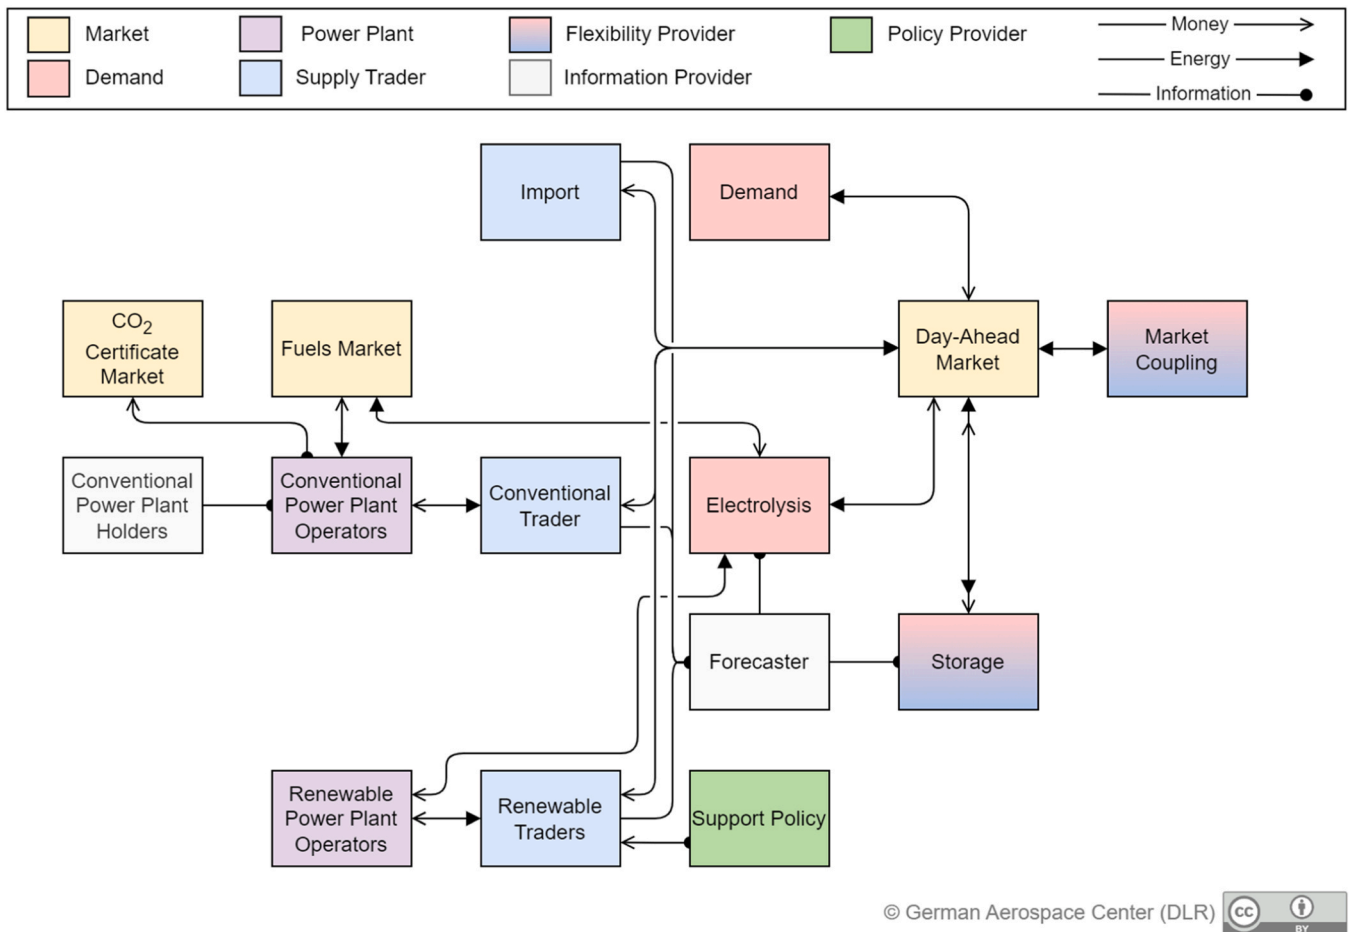 Market
Power Plant
Flexibility Provider
Policy Provider
Money
Demand
Supply Trader
Information Provider
Energy
Information
Import
Demand
CO2
Certificate
Market
Fuels Market
Day-Ahead
Market
Market
Coupling
Conventional
Power Plant
Holders
Conventional
Power Plant
Operators
Conventional
Trader
Electrolysis
Forecaster
Storage
Renewable
Power Plant
Operators
Renewable
Traders
Support Policy
© German Aerospace Center (DLR)
cc
BY